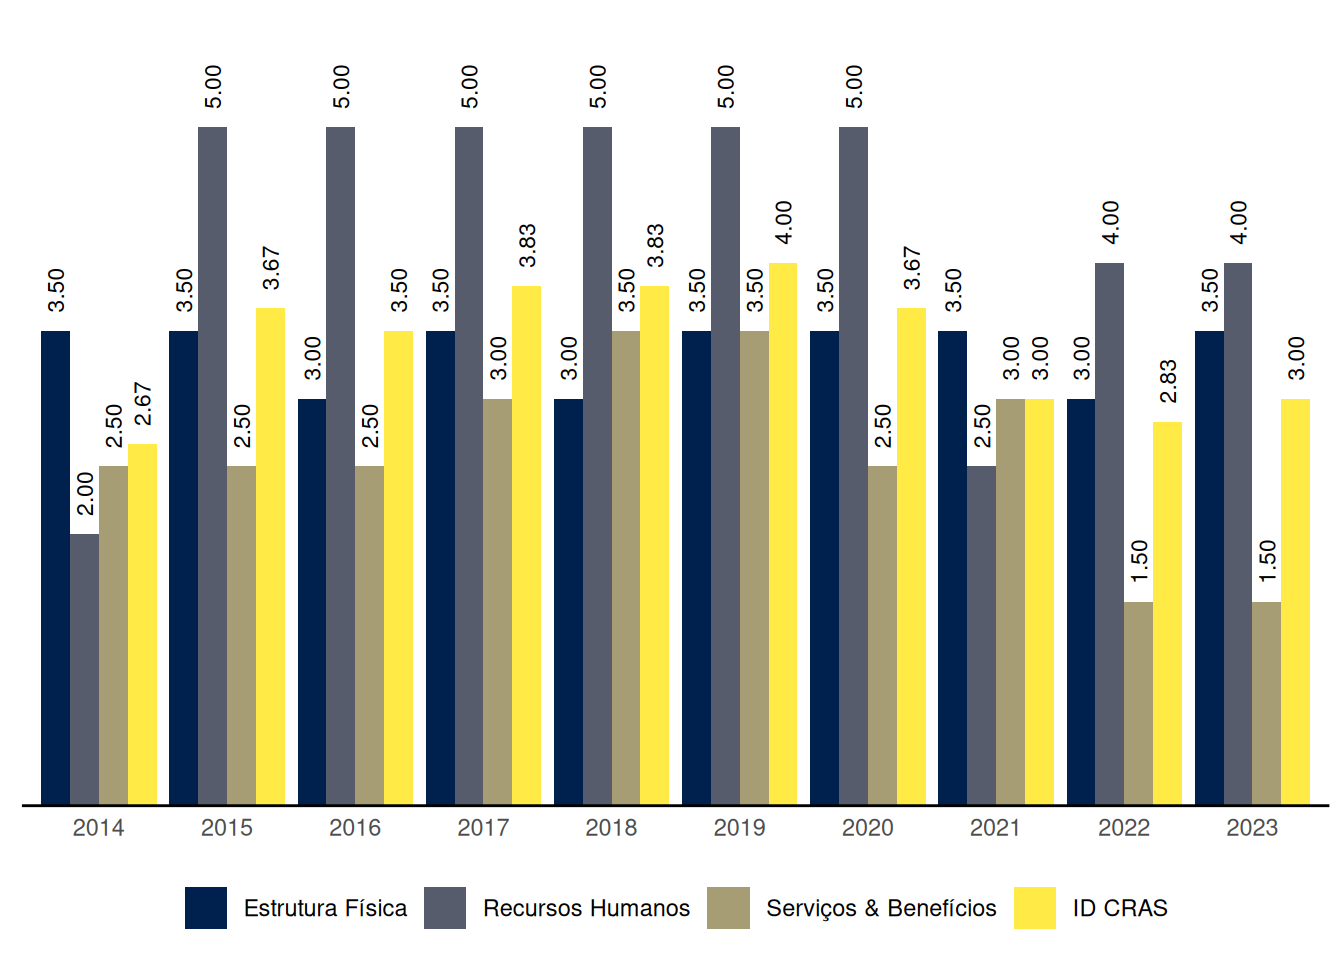 5.00 5.00 5.00 5.00 5.00 5.00
4.00 4.00 4.00
3.83 3.83
3.67 3.67
3.50 3.50 3.50 3.50 3.50 3.50 3.50 3.50 3.50 3.50
3.00 3.00 3.00 3.00 3.00 3.00 3.00
2.83
2.67
2.50 2.50 2.50 2.50 2.50
2.00
1.50 1.50
2014 2015 2016 2017 2018 2019 2020 2021 2022 2023
Estrutura Física Recursos Humanos Serviços & Benefícios ID CRAS